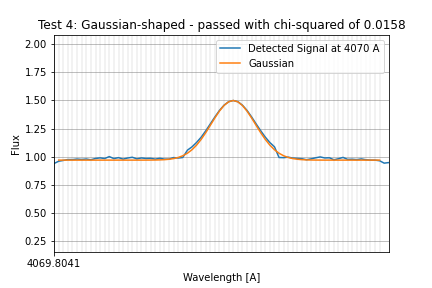 Test 4: Gaussian-shaped - passed with chi-squared of 0.0158
2.00
1.75
1.50
1.25
1.00
0.75
0.50
0.25
Flux
Detected Signal at 4070 A
Gaussian
4069.8041
Wavelength [A]